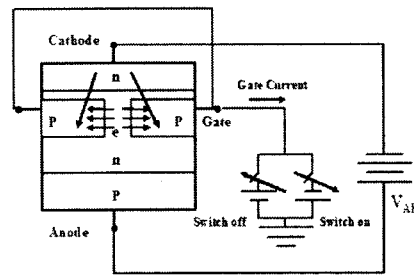 Cathode
n
Gate Current
P
e
P
Gate
n
P
Anode
Switch off
Switch on